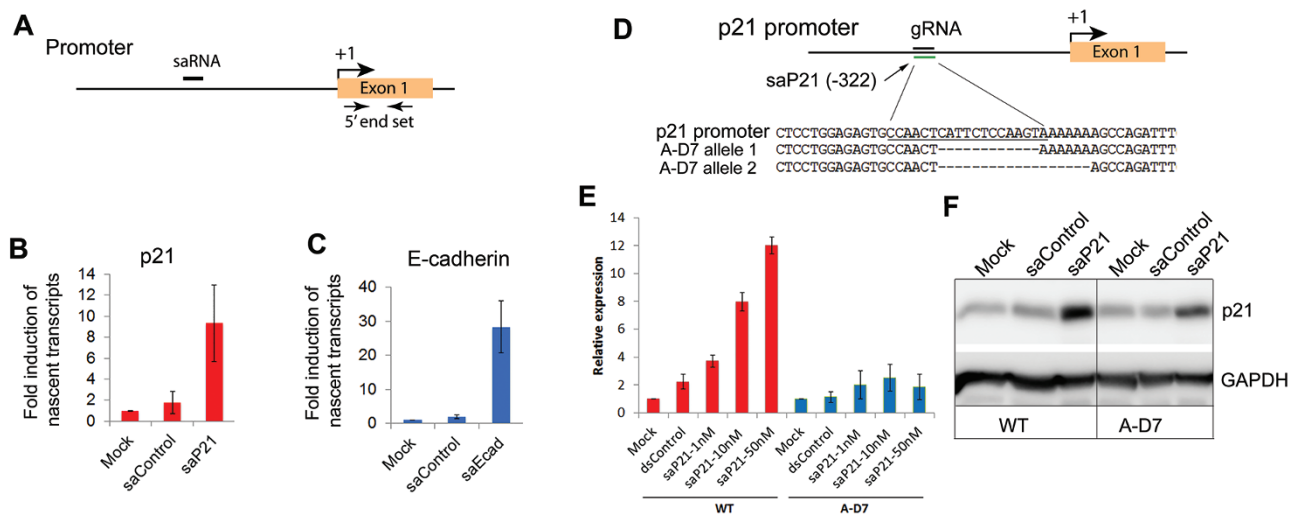 A
Promoter
saRNA
+1
Exon 1
5' end set
B
p21
Fold induction of
nascent transcripts
14
12
10
8
6
4
2
0
Mock
saControl
saP21
C
E-cadherin
Fold induction of
nascent transcripts
40
30
20
10
0
Mock
saControl
saEcad
D
p21 promoter
gRNA
+1
Exon 1
saP21 (-322)
p21 promoter CTCCTGGAGAGTGCCAACTCATTCTCCAAGTAAAAAAAGCCAGATTT
A-D7 allele 1 CTCCTGGAGAGTGCCAACT------------AAAAAAAGCCAGATTT
A-D7 allele 2 CTCCTGGAGAGTGCCAACT------------------AGCCAGATTT
E
Relative expression
14
12
10
8
6
4
2
0
Mock
dsControl
saP21-1nM
saP21-10nM
saP21-50nM
Mock
dsControl
saP21-1nM
saP21-10nM
saP21-50nM
WT
A-D7
F
Mock
saControl
saP21
Mock
saControl
saP21
p21
GAPDH
WT
A-D7